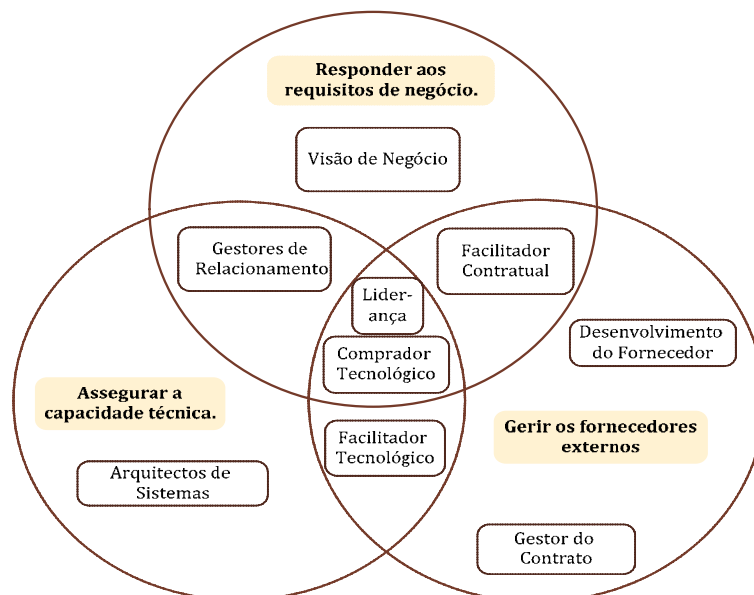 Responder aos
requisitos de negócio.
Visão de Negócio
Gestores de
Relacionamento
Facilitador
Contratual
Lider-
ança
Desenvolvimento
do Fornecedor
Comprador
Tecnológico
Assegurar a
capacidade técnica.
Gerir os fornecedores
externos
Facilitador
Tecnológico
Arquitectos de
Sistemas
Gestor do
Contrato